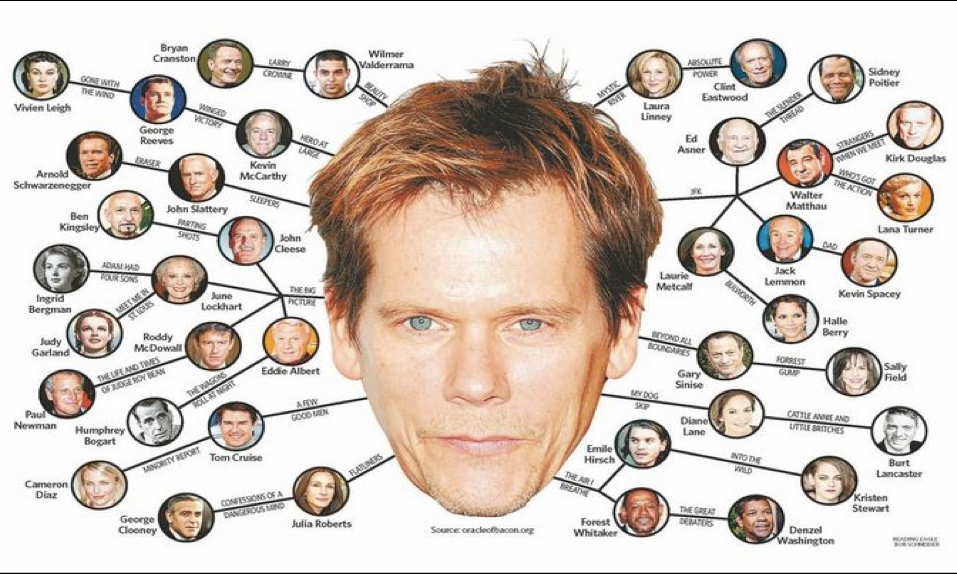 Bryan
Cranston
LARRY
CROWNE
Wilmer
Valderrama
BEAUTY
SHOP
Vivien Leigh
GONE WITH
THE WIND
George
Reeves
WINGED
VICTORY
Kevin
McCarthy
HERO AT
LARGE
Arnold
Schwarzenegger
ERASER
John Slattery
SLEEPERS
Ben
Kingsley
PARTING
SHOTS
John
Cleese
Ingrid
Bergman
ADAM HAD
FOUR SONS
June
Lockhart
THE BIG
PICTURE
Judy
Garland
MEET ME IN
ST. LOUIS
Roddy
McDowall
Eddie Albert
Paul
Newman
THE LIFE AND TIMES
OF JUDGE ROY BEAN
Humphrey
Bogart
THE WAGONS
ROLL AT NIGHT
Tom Cruise
A FEW
GOOD MEN
Cameron
Diaz
MINORITY REPORT
George
Clooney
CONFESSIONS OF A
DANGEROUS MIND
Julia Roberts
FLATLINERS
MYSTIC
RIVER
Laura
Linney
ABSOLUTE
POWER
Clint
Eastwood
Sidney
Poitier
THE SLENDER
THREAD
Ed
Asner
JFK
STRANGERS
WHEN WE MEET
Kirk Douglas
Walter
Matthau
WHO'S GOT
THE ACTION
Lana Turner
Laurie
Metcalf
Jack
Lemmon
DAD
Kevin Spacey
BULWORTH
Halle
Berry
BEYOND ALL
BOUNDARIES
Gary
Sinise
FORREST
GUMP
Sally
Field
MY DOG
SKIP
Diane
Lane
CATTLE ANNIE AND
LITTLE BRITCHES
Burt
Lancaster
Emile
Hirsch
INTO THE
WILD
Kristen
Stewart
THE AIR I
BREATHE
Forest
Whitaker
THE GREAT
DEBATERS
Denzel
Washington
Source: oracleofbacon.org
READING EAGLE:
BOB SCHNEIDER